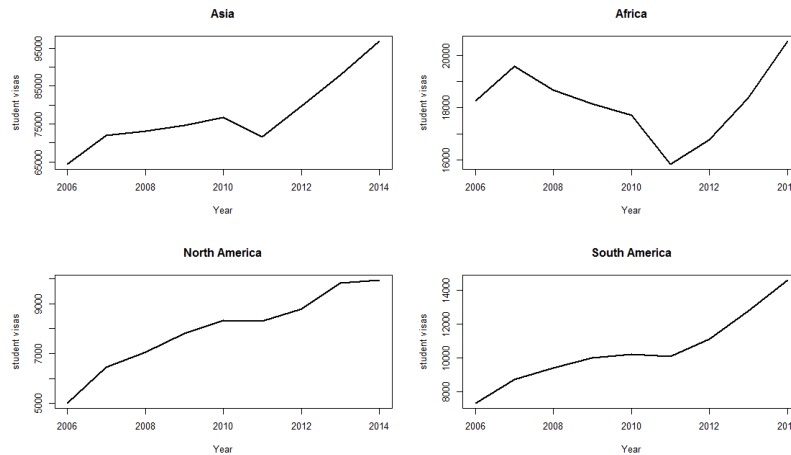 Asia
student visas
65000 75000 85000 95000
2006 2008 2010 2012 2014
Year
Africa
student visas
16000 18000 20000
2006 2008 2010 2012 201
Year
North America
student visas
5000 7000 9000
2006 2008 2010 2012 2014
Year
South America
student visas
8000 10000 12000 14000
2006 2008 2010 2012 201
Year